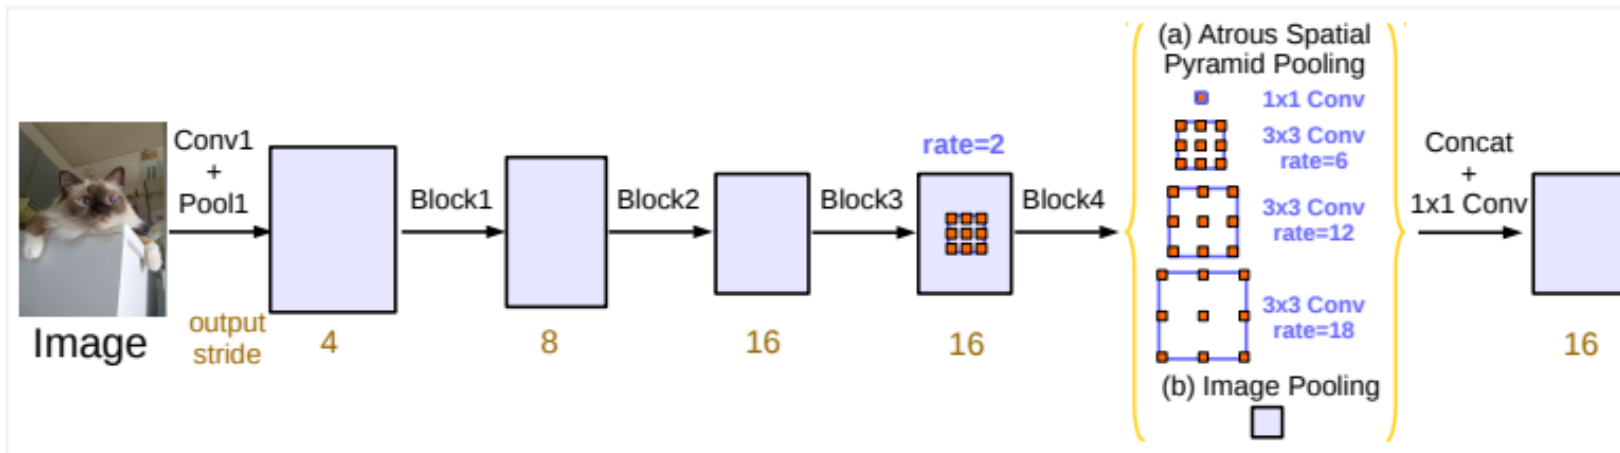 Image
Conv1
+
Pool1
output
stride
4
Block1
8
Block2
16
Block3
rate=2
16
Block4
(a) Atrous Spatial
Pyramid Pooling
1x1 Conv
3x3 Conv
rate=6
3x3 Conv
rate=12
3x3 Conv
rate=18
(b) Image Pooling
Concat
+
1x1 Conv
16